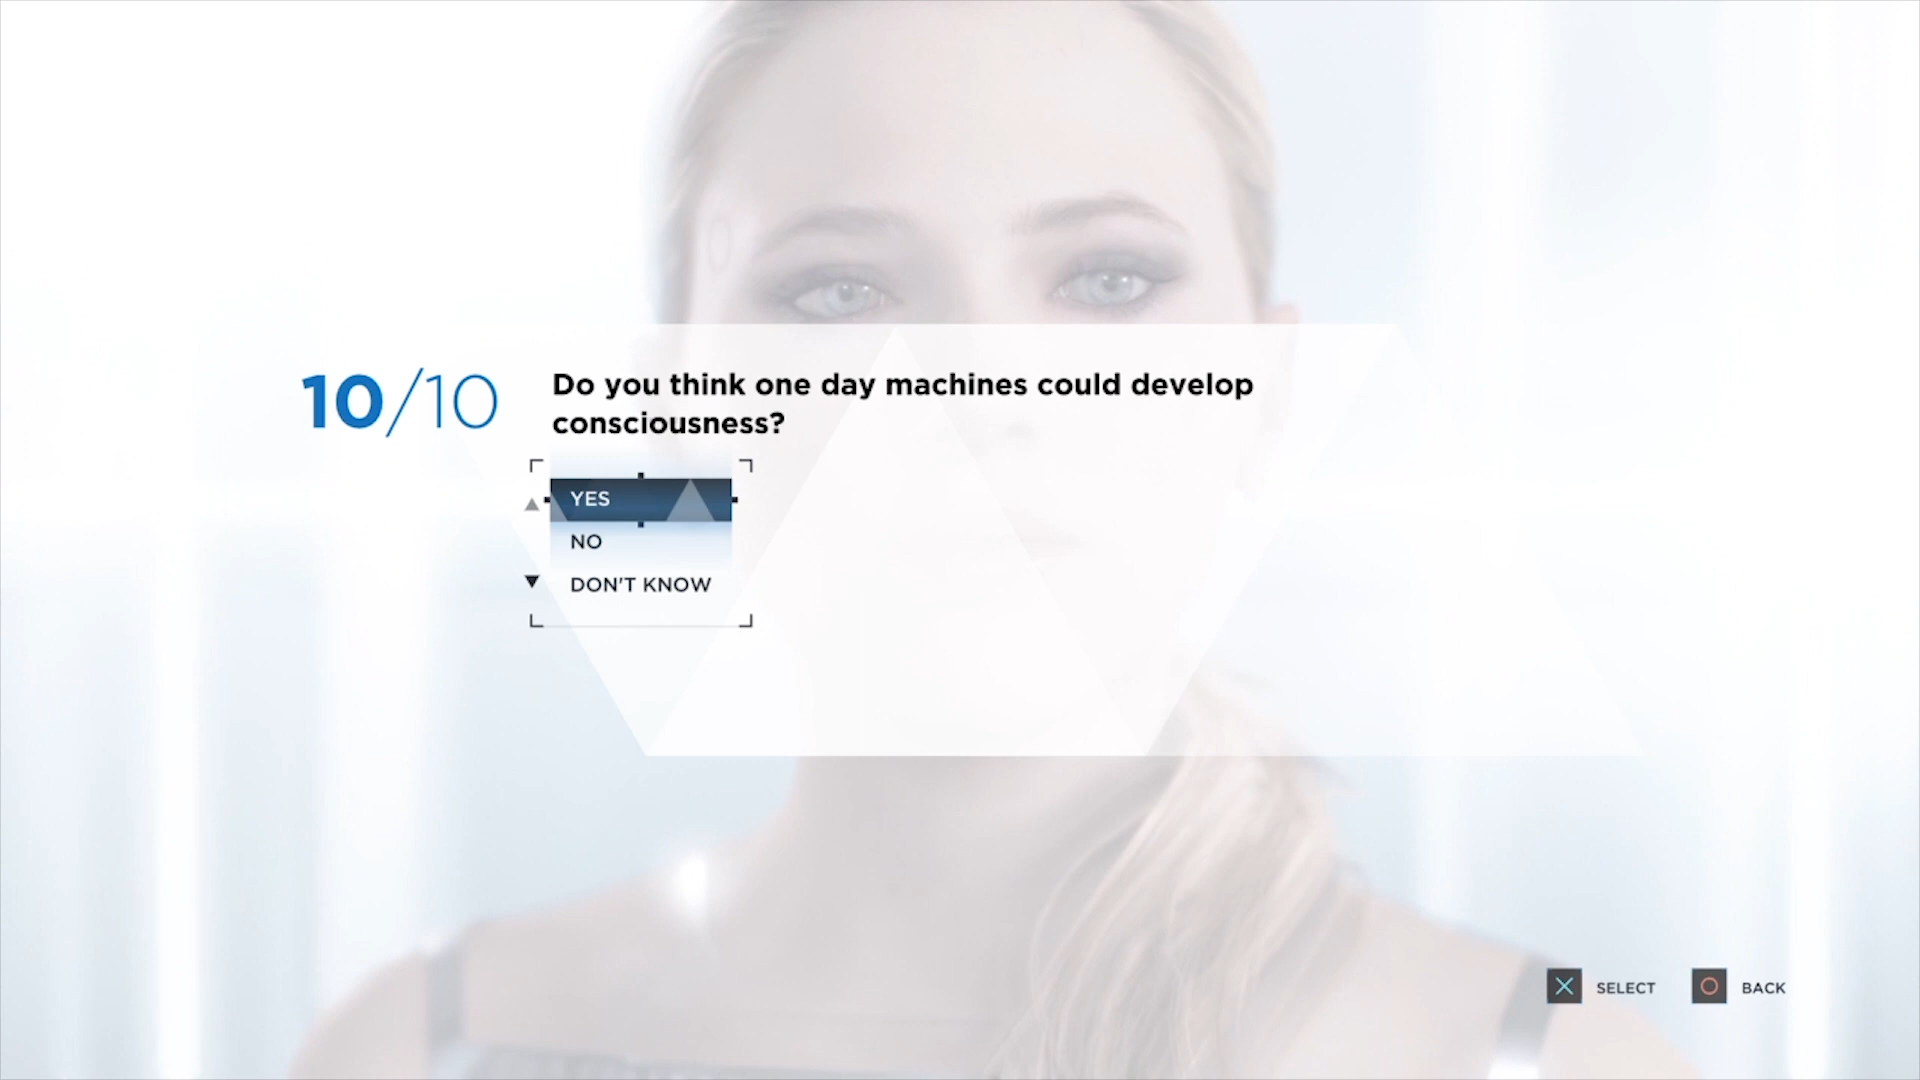 10/10
Do you think one day machines could develop
consciousness?
YES
NO
DON'T KNOW
SELECT
BACK